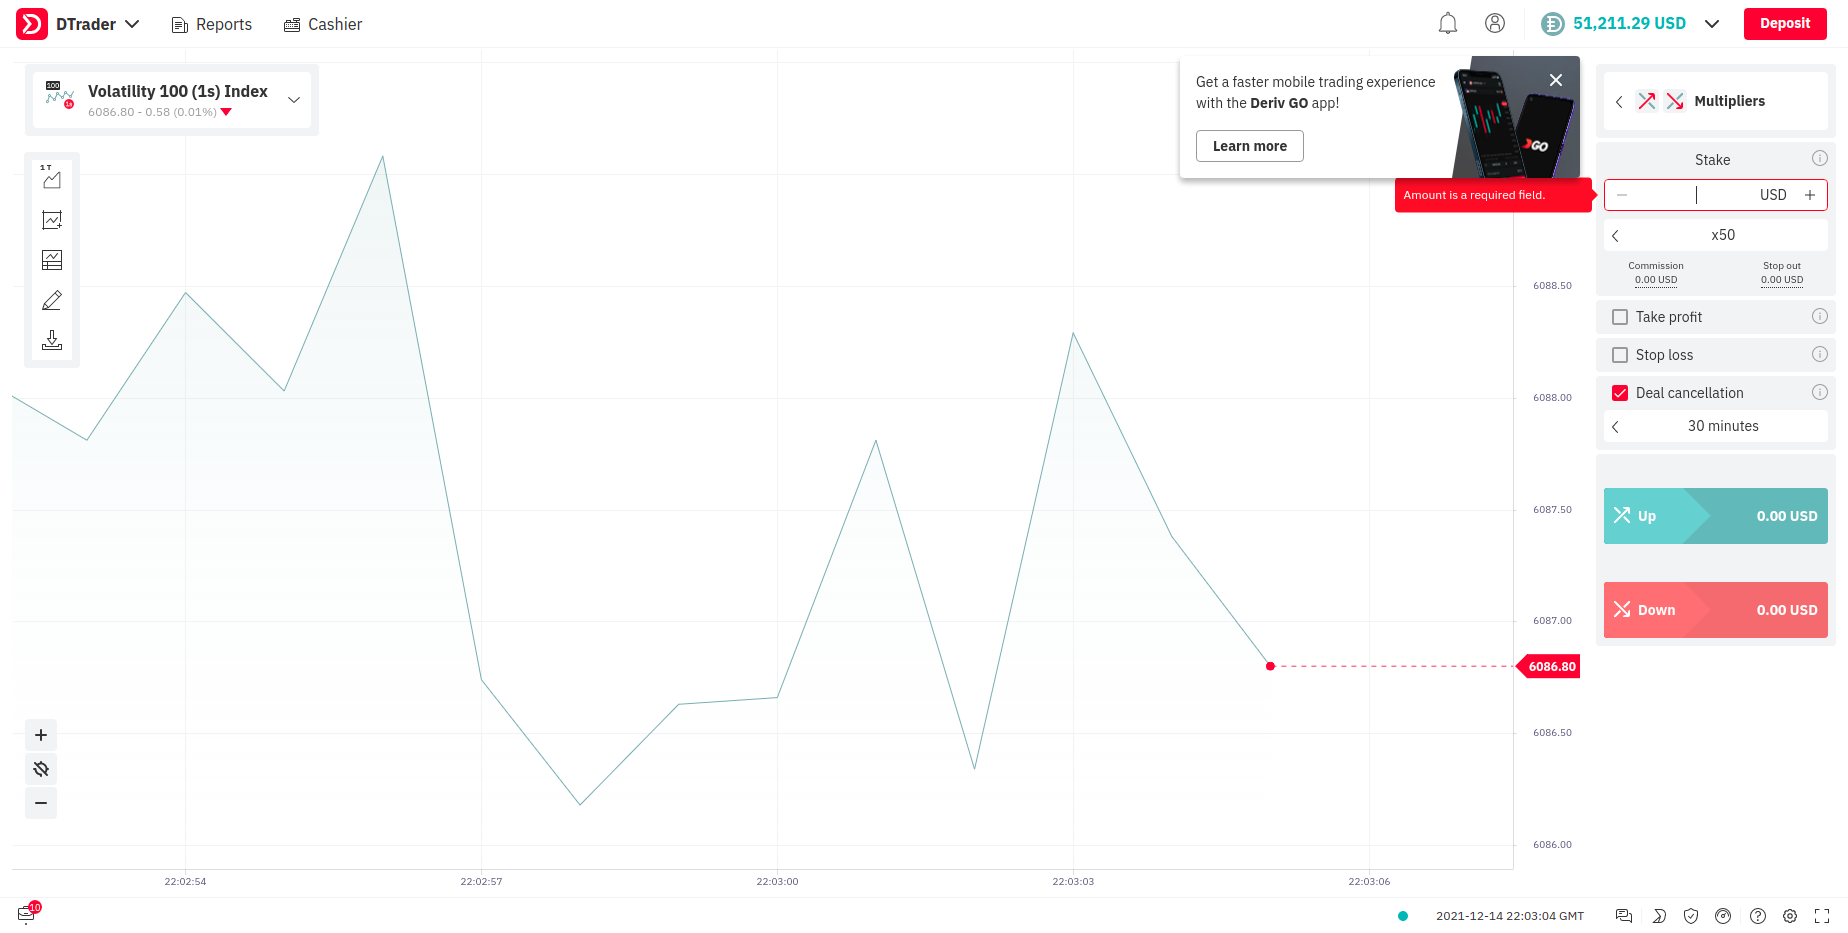 DTrader
Reports
Cashier
51,211.29 USD
Deposit
100
1s
Volatility 100 (1s) Index
6086.80 - 0.58 (0.01%)
Get a faster mobile trading experience
with the Deriv GO app!
Learn more
GO
Multipliers
Stake
Amount is a required field.
USD
x50
Commission
0.00 USD
Stop out
0.00 USD
Take profit
Stop loss
Deal cancellation
30 minutes
Up
0.00 USD
Down
0.00 USD
1 T
6088.50
6088.00
6087.50
6087.00
6086.80
6086.50
6086.00
22:02:54
22:02:57
22:03:00
22:03:03
22:03:06
10
2021-12-14 22:03:04 GMT